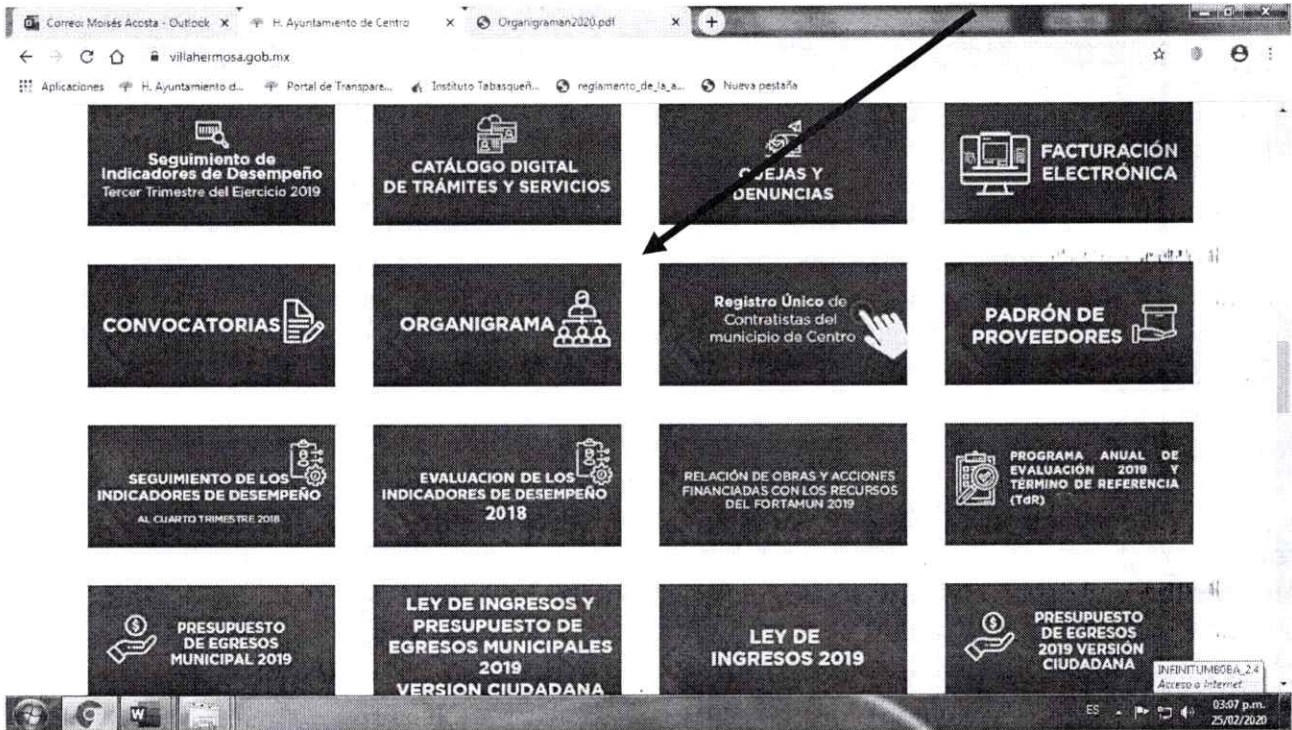 Correo: Moisés Acosta - Outlook
H. Ayuntamiento de Centro
Organigraman2020.pdf
villahermosa.gob.mx
Aplicaciones
H. Ayuntamiento d...
Portal de Transpare...
Instituto Tabasqueñ...
reglamento_de_la_a...
Nueva pestaña
Seguimiento de
Indicadores de Desempeño
Tercer Trimestre del Ejercicio 2019
CATÁLOGO DIGITAL
DE TRÁMITES Y SERVICIOS
QUEJAS Y
DENUNCIAS
FACTURACIÓN
ELECTRÓNICA
CONVOCATORIAS
ORGANIGRAMA
Registro Único de
Contratistas del
municipio de Centro
PADRÓN DE
PROVEEDORES
SEGUIMIENTO DE LOS
INDICADORES DE DESEMPEÑO
AL CUARTO TRIMESTRE 2018
EVALUACION DE LOS
INDICADORES DE DESEMPEÑO
2018
RELACIÓN DE OBRAS Y ACCIONES
FINANCIADAS CON LOS RECURSOS
DEL FORTAMUN 2019
PROGRAMA ANUAL DE
EVALUACIÓN 2019 Y
TÉRMINO DE REFERENCIA
(TdR)
PRESUPUESTO
DE EGRESOS
MUNICIPAL 2019
LEY DE INGRESOS Y
PRESUPUESTO DE
EGRESOS MUNICIPALES
2019
VERSION CIUDADANA
LEY DE
INGRESOS 2019
PRESUPUESTO
DE EGRESOS
2019 VERSIÓN
CIUDADANA
Acceso a Internet
ES
03:07 p.m.
25/02/2020